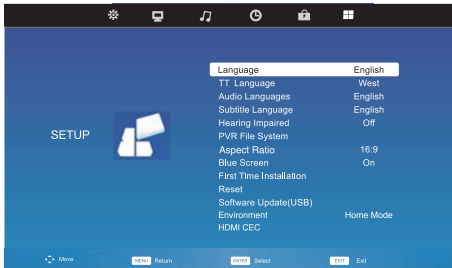 Language English
TT Language West
Audio Languages English
Subtitle Language English
Hearing Impaired Off
PVR File System
SETUP
Aspect Ratio 16:9
Blue Screen On
First Time Installation
Reset
Software Update(USB)
Environment Home Mode
HDMI CEC
Move MENU Return ENTER Select EXIT Exit